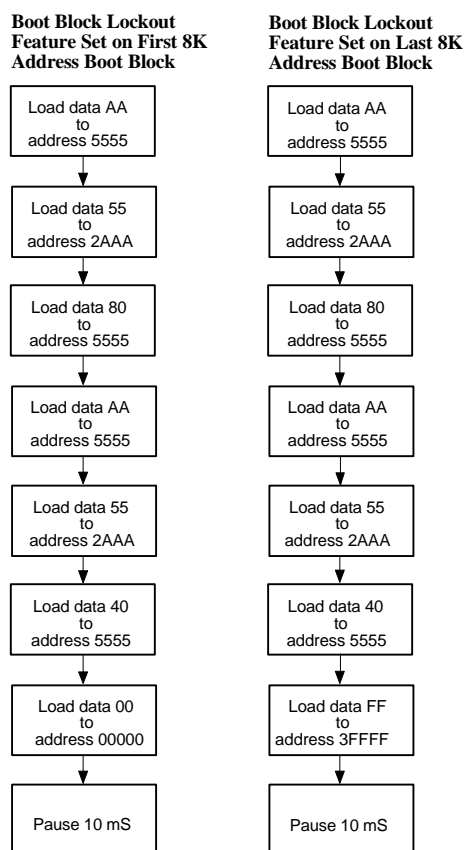 Boot Block Lockout
Feature Set on First 8K
Address Boot Block
Load data AA
to
address 5555
Load data 55
to
address 2AAA
Load data 80
to
address 5555
Load data AA
to
address 5555
Load data 55
to
address 2AAA
Load data 40
to
address 5555
Load data 00
to
address 00000
Pause 10 mS
Boot Block Lockout
Feature Set on Last 8K
Address Boot Block
Load data AA
to
address 5555
Load data 55
to
address 2AAA
Load data 80
to
address 5555
Load data AA
to
address 5555
Load data 55
to
address 2AAA
Load data 40
to
address 5555
Load data FF
to
address 3FFFF
Pause 10 mS